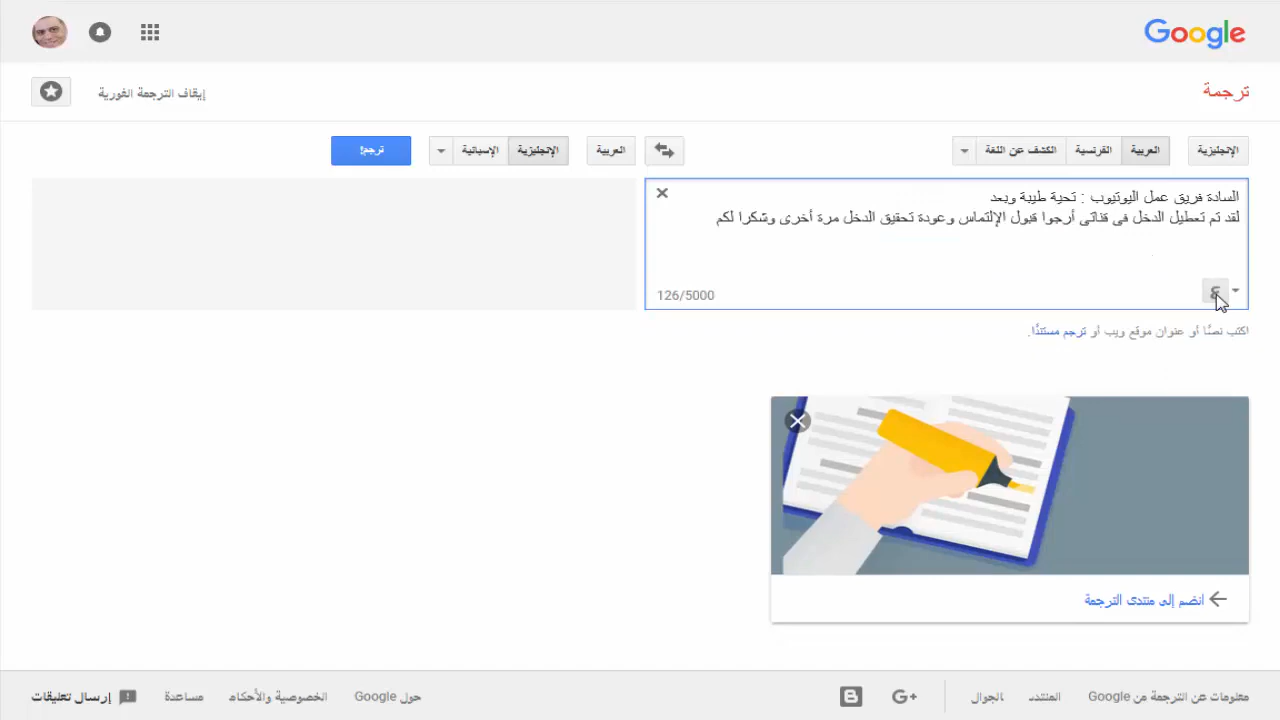 Google
ترجمة
إيقاف الترجمة الفورية
الإنجليزية
العربية
الفرنسية
الكشف عن اللغة
العربية
الإنجليزية
الإسبانية
ترجم!
السادة فريق عمل اليوتيوب : تحية طيبة وبعد
لقد تم تعطيل الدخل فى قناتى أرجوا قبول الإلتماس وعودة تحقيق الدخل مرة أخرى وشكرا لكم
126/5000
اكتب نصًا أو عنوان موقع ويب أو ترجم مستندًا.
انضم إلى منتدى الترجمة
معلومات عن الترجمة من Google
المنتدى
الجوال
G+
حول Google
الخصوصية والأحكام
مساعدة
إرسال تعليقات